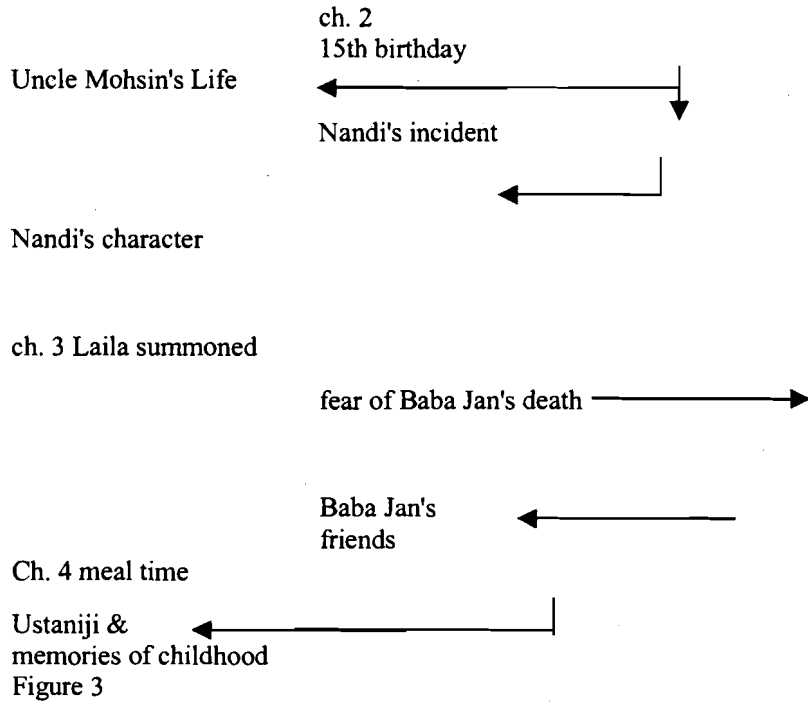 ch. 2
15th birthday
Uncle Mohsin's Life
Nandi's incident
Nandi's character
ch. 3 Laila summoned
fear of Baba Jan's death
Baba Jan's
friends
Ch. 4 meal time
Ustaniji &
memories of childhood
Figure 3